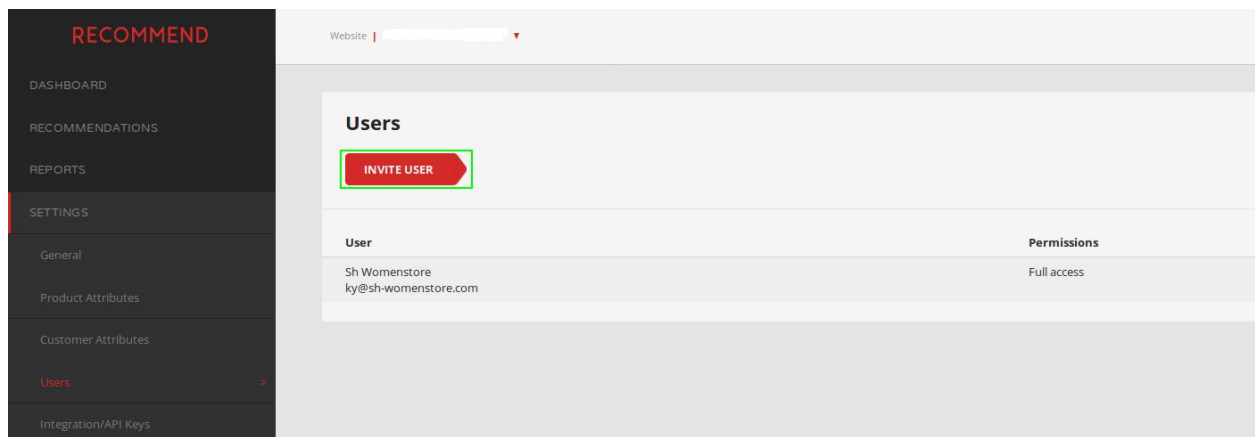 RECOMMEND
DASHBOARD
RECOMMENDATIONS
REPORTS
SETTINGS
General
Product Attributes
Customer Attributes
Users >
Integration/API Keys
Website | ▼
Users
INVITE USER
User Permissions
Sh Womenstore Full access
ky@sh-womenstore.com